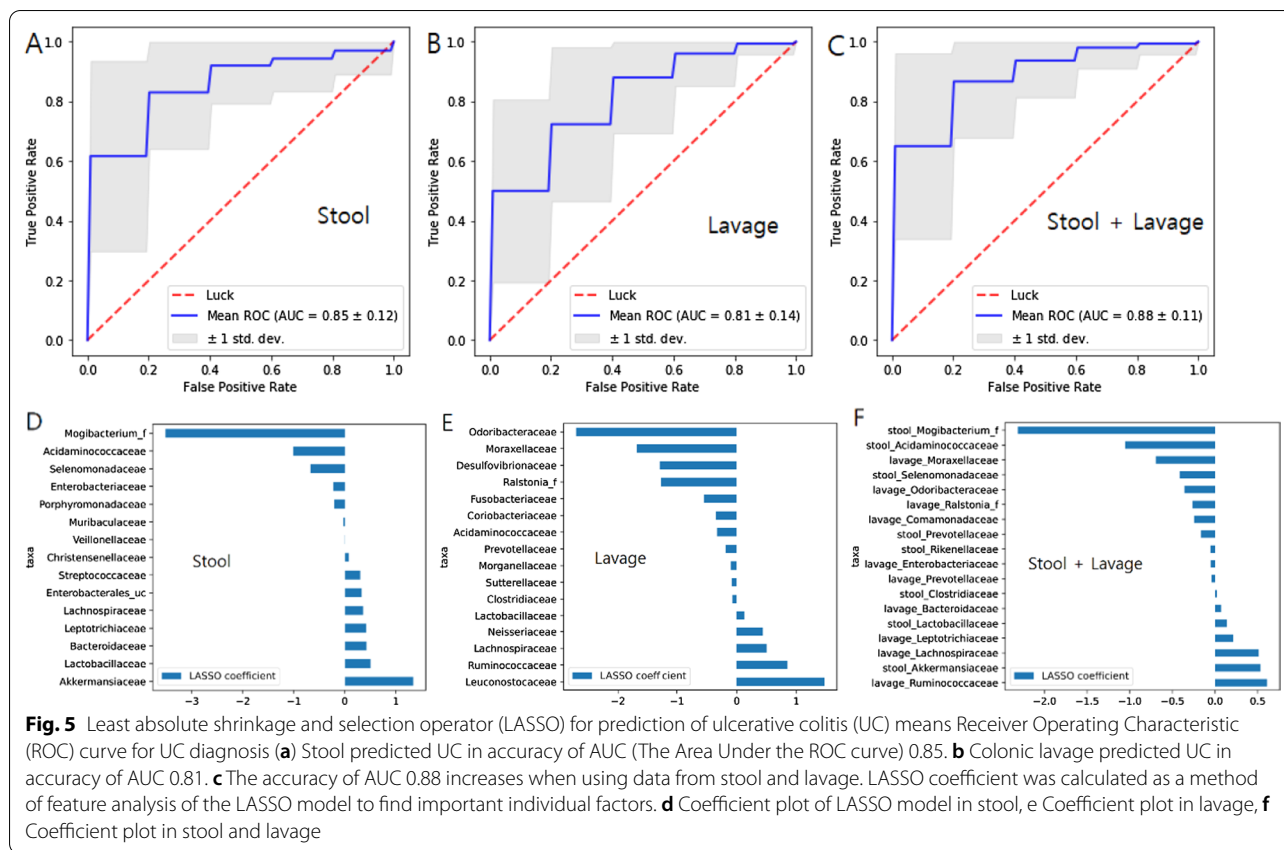 A
1.0
0.8
0.6
0.4
0.2
0.0
True Positive Rate
Stool
Luck
Mean ROC (AUC = 0.85 ± 0.12)
± 1 std. dev.
0.0 0.2 0.4 0.6 0.8 1.0
False Positive Rate
B
1.0
0.8
0.6
0.4
0.2
0.0
True Positive Rate
Lavage
Luck
Mean ROC (AUC = 0.81 ± 0.14)
± 1 std. dev.
0.0 0.2 0.4 0.6 0.8 1.0
False Positive Rate
C
1.0
0.8
0.6
0.4
0.2
0.0
True Positive Rate
Stool + Lavage
Luck
Mean ROC (AUC = 0.88 ± 0.11)
± 1 std. dev.
0.0 0.2 0.4 0.6 0.8 1.0
False Positive Rate
D
Mogibacterium_f
Acidaminococcaceae
Selenomonadaceae
Enterobacteriaceae
Porphyromonadaceae
Muribaculaceae
Veillonellaceae
Christensenellaceae
Streptococcaceae
Enterobacterales_uc
Lachnospiraceae
Leptotrichiaceae
Bacteroidaceae
Lactobacillaceae
Akkermansiaceae
taxa
Stool
LASSO coefficient
−3 −2 −1 0 1
E
Odoribacteraceae
Moraxellaceae
Desulfovibrionaceae
Ralstonia_f
Fusobacteriaceae
Coriobacteriaceae
Acidaminococcaceae
Prevotellaceae
Morganellaceae
Sutterellaceae
Clostridiaceae
Lactobacillaceae
Neisseriaceae
Lachnospiraceae
Ruminococcaceae
Leuconostocaceae
taxa
Lavage
LASSO coefficient
−2 −1 0 1
F
stool_Mogibacterium_f
stool_Acidaminococcaceae
lavage_Moraxellaceae
stool_Selenomonadaceae
lavage_Odoribacteraceae
lavage_Ralstonia_f
lavage_Comamonadaceae
stool_Prevotellaceae
stool_Rikenellaceae
lavage_Enterobacteriaceae
lavage_Prevotellaceae
stool_Clostridiaceae
lavage_Bacteroidaceae
stool_Lactobacillaceae
lavage_Leptotrichiaceae
lavage_Lachnospiraceae
stool_Akkermansiaceae
lavage_Ruminococcaceae
taxa
Stool + Lavage
LASSO coefficient
−2.0 −1.5 −1.0 −0.5 0.0 0.5
Fig. 5 Least absolute shrinkage and selection operator (LASSO) for prediction of ulcerative colitis (UC) means Receiver Operating Characteristic
(ROC) curve for UC diagnosis (a) Stool predicted UC in accuracy of AUC (The Area Under the ROC curve) 0.85. b Colonic lavage predicted UC in
accuracy of AUC 0.81. c The accuracy of AUC 0.88 increases when using data from stool and lavage. LASSO coefficient was calculated as a method
of feature analysis of the LASSO model to find important individual factors. d Coefficient plot of LASSO model in stool, e Coefficient plot in lavage, f
Coefficient plot in stool and lavage